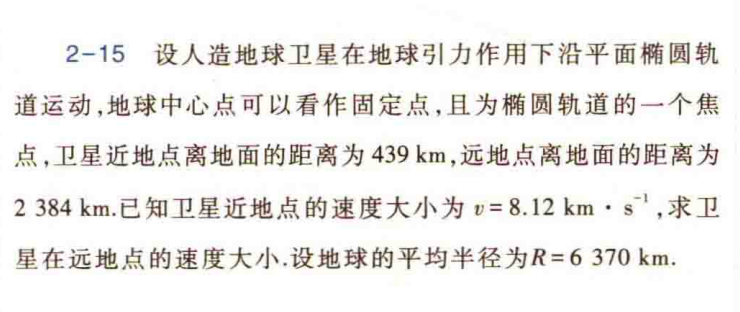 2-15 设人造地球卫星在地球引力作用下沿平面椭圆轨
道运动,地球中心点可以看作固定点,且为椭圆轨道的一个焦
点,卫星近地点离地面的距离为 439 km,远地点离地面的距离为
2 384 km.已知卫星近地点的速度大小为 v=8.12 km·s⁻¹,求卫
星在远地点的速度大小.设地球的平均半径为R=6 370 km.